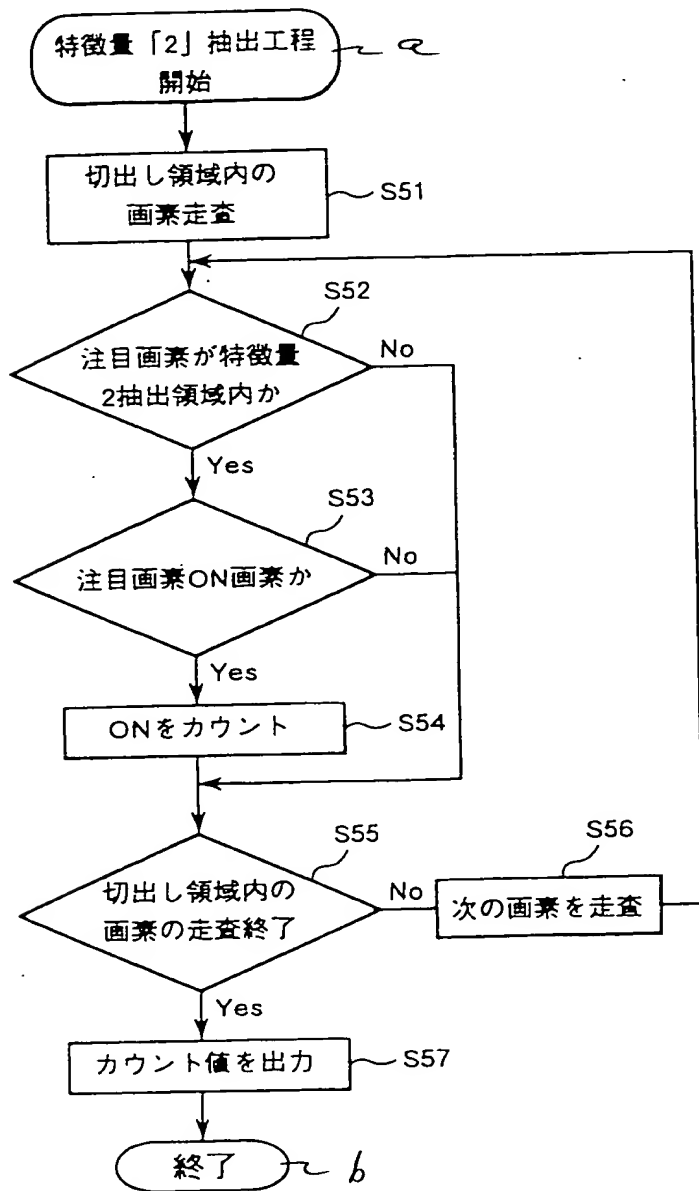 特徴量「2」抽出工程
開始
a
切出し領域内の
画素走査
S51
S52
注目画素が特徴量
2抽出領域内か
No
Yes
S53
注目画素ON画素か
No
Yes
ONをカウント
S54
S55
切出し領域内の
画素の走査終了
No
S56
次の画素を走査
Yes
カウント値を出力
S57
終了
b